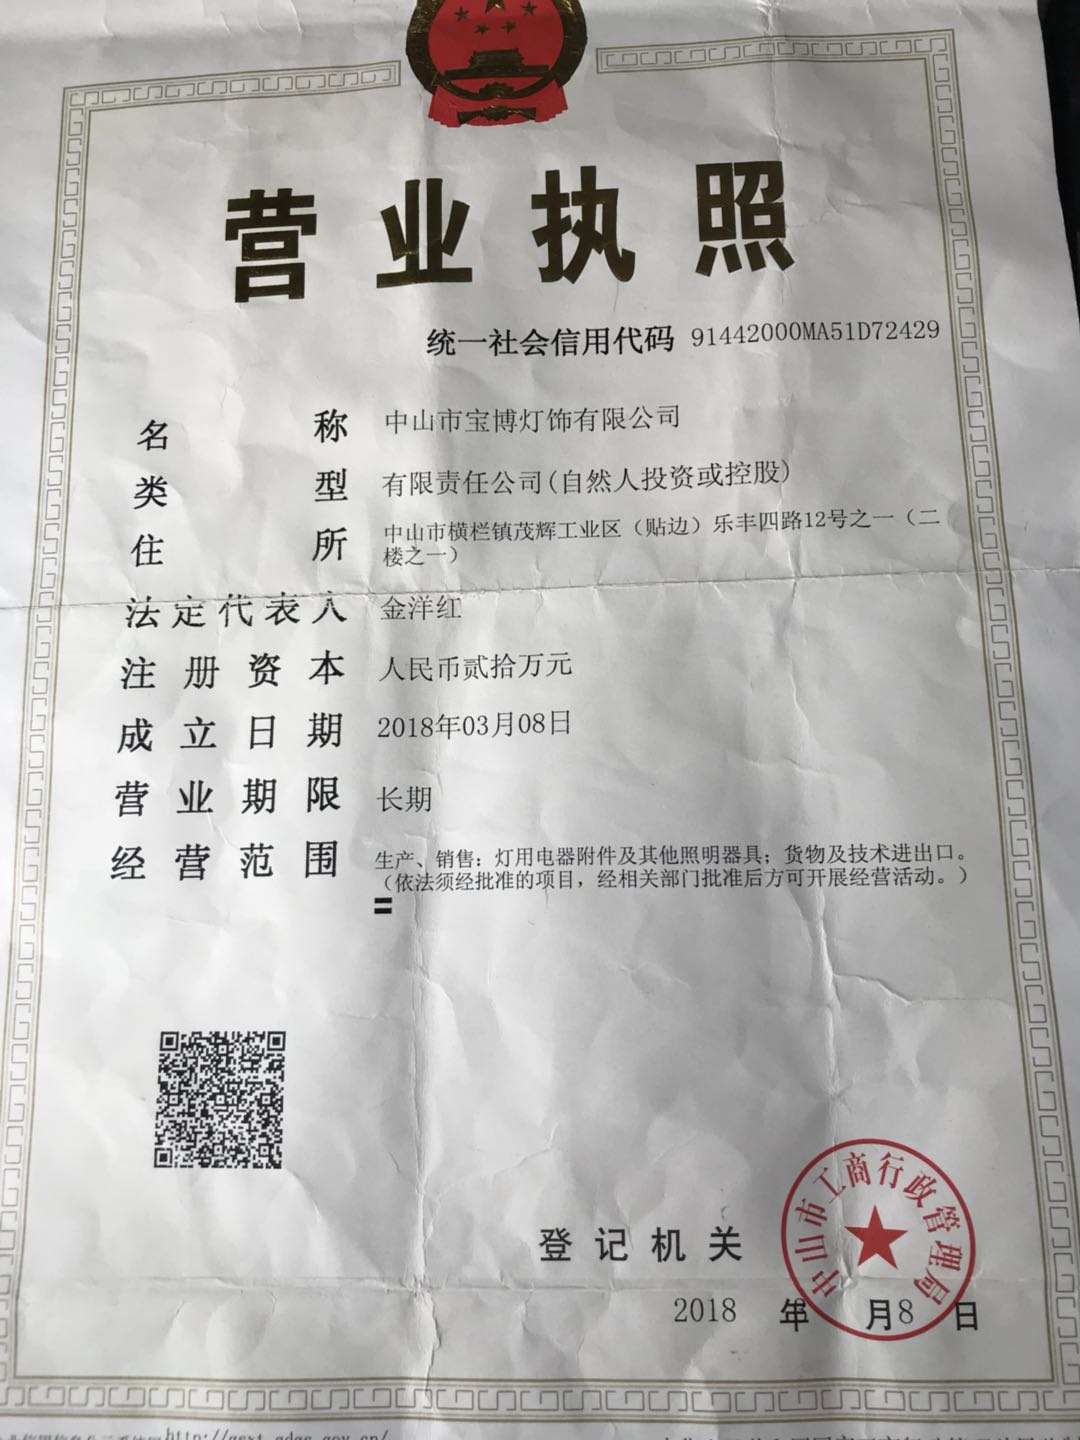 营业执照
统一社会信用代码 91442000MA51D72429
名称 中山市宝博灯饰有限公司
类型 有限责任公司(自然人投资或控股)
住所 中山市横栏镇茂辉工业区（贴边）乐丰四路12号之一（二
楼之一）
法定代表人 金洋红
注册资本 人民币贰拾万元
成立日期 2018年03月08日
营业期限 长期
经营范围 生产、销售：灯用电器附件及其他照明器具；货物及技术进出口。
（依法须经批准的项目，经相关部门批准后方可开展经营活动。）
〓
中山市工商行政管理局
登记机关
2018 年 月8 日
http://gsxt.gdgs.gov.cn/